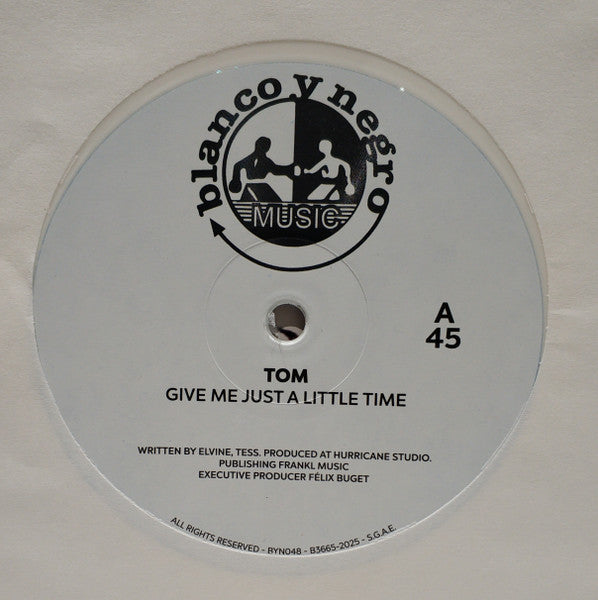 blanco y negro
MUSIC
A
45
TOM
GIVE ME JUST A LITTLE TIME
WRITTEN BY ELVINE, TESS. PRODUCED AT HURRICANE STUDIO.
PUBLISHING FRANKL MUSIC
EXECUTIVE PRODUCER FÉLIX BUGET
ALL RIGHTS RESERVED - BYN048 - B3665-2025 - S.G.A.E.